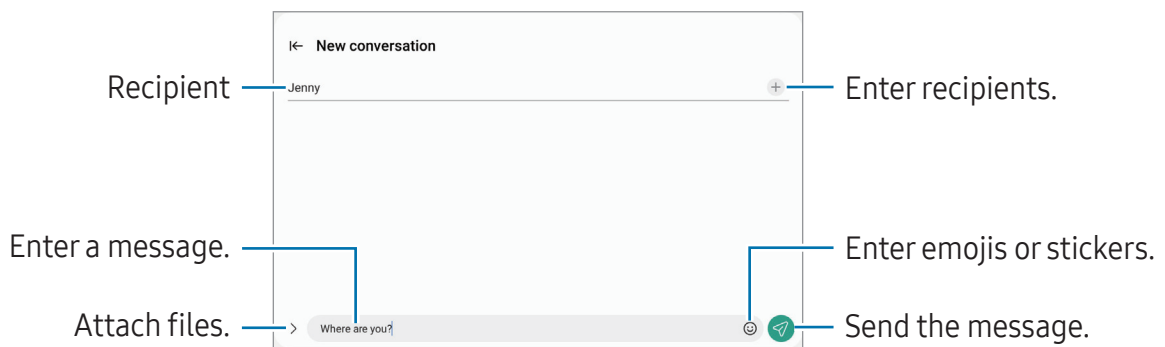 New conversation
Recipient
Jenny
Enter recipients.
Enter a message.
Enter emojis or stickers.
Attach files.
Where are you?
Send the message.